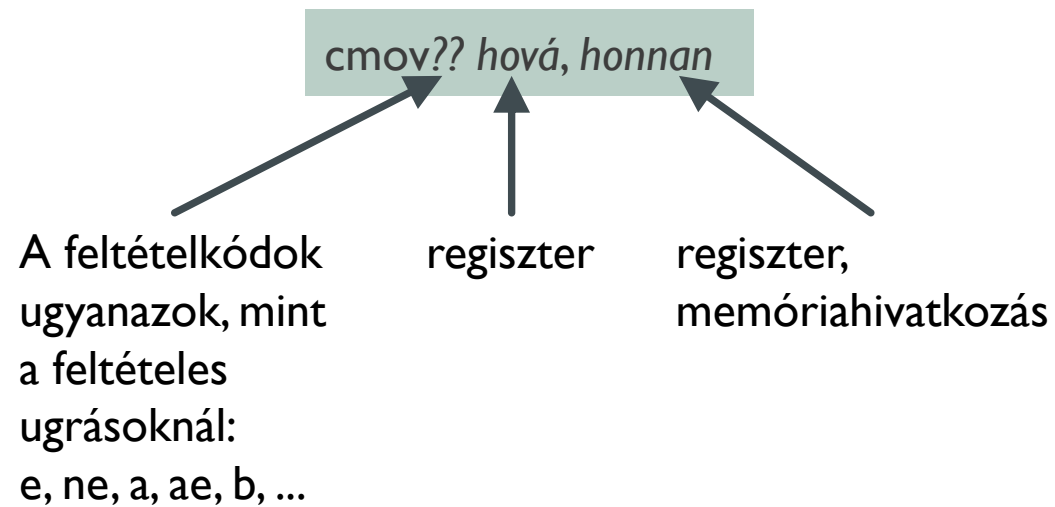 cmov?? hová, honnan
A feltételkódok
ugyanazok, mint
a feltételes
ugrásoknál:
e, ne, a, ae, b, ...
regiszter
regiszter,
memóriahivatkozás